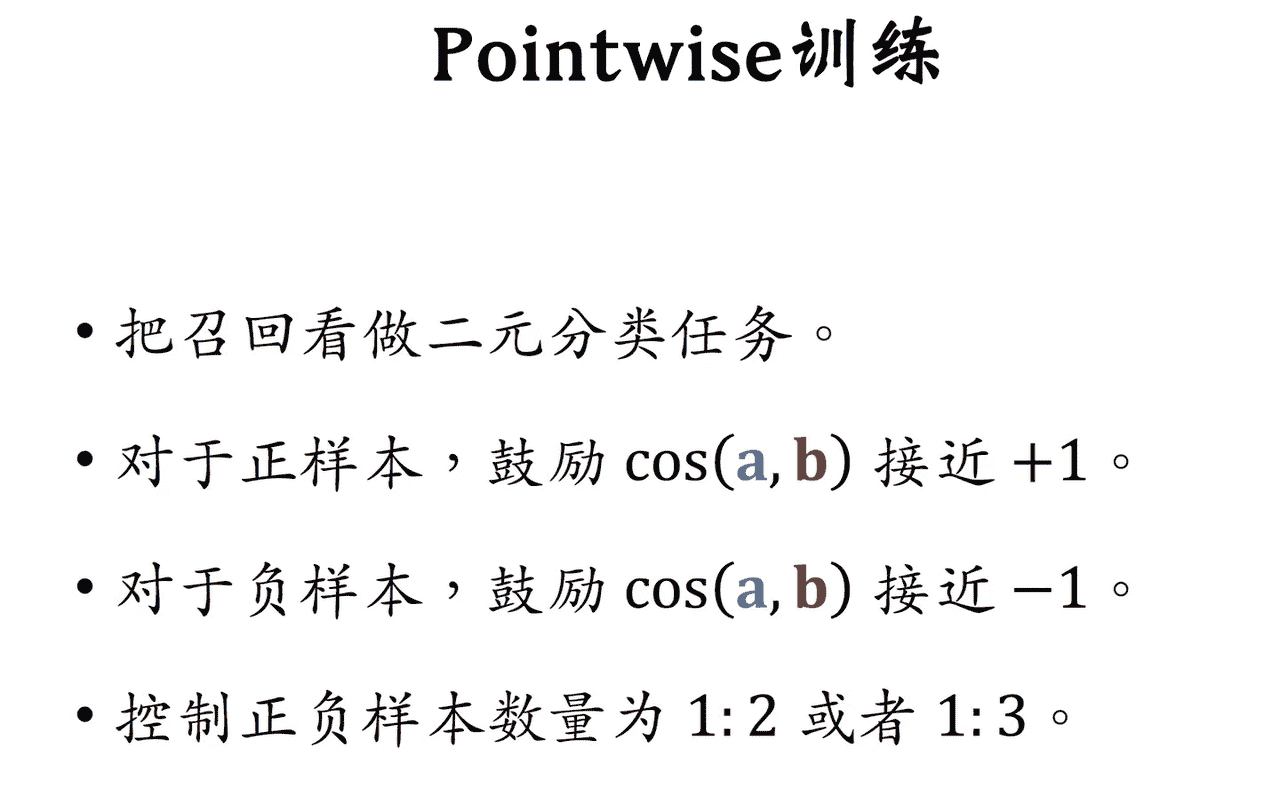 Pointwise训练
• 把召回看做二元分类任务。
• 对于正样本，鼓励 cos(a, b) 接近 +1。
• 对于负样本，鼓励 cos(a, b) 接近 −1。
• 控制正负样本数量为 1: 2 或者 1: 3。